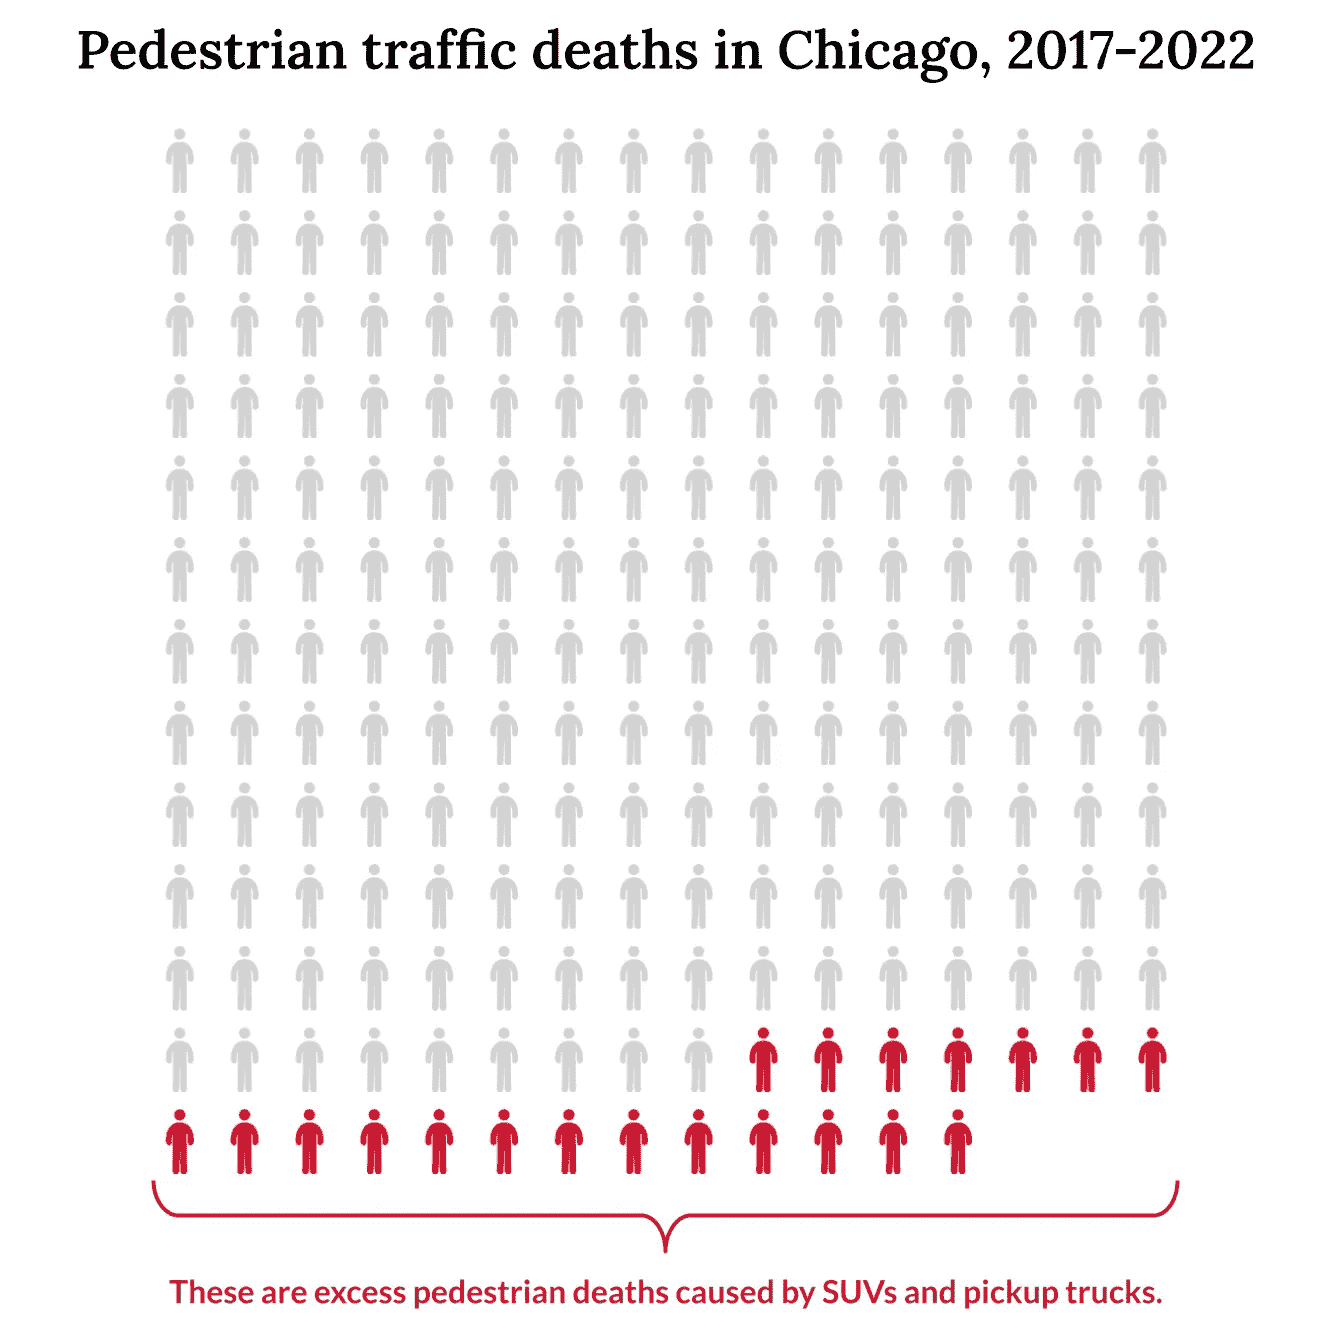 Pedestrian traffic deaths in Chicago, 2017-2022
These are excess pedestrian deaths caused by SUVs and pickup trucks.